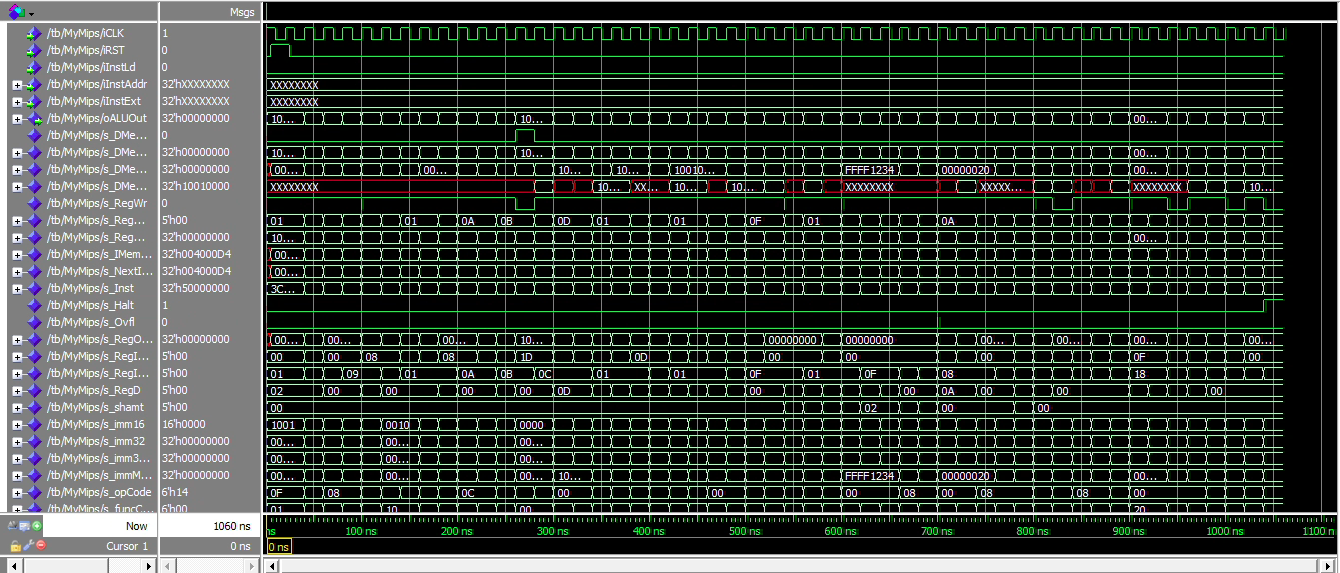 Msgs
/tb/MyMips/iCLK 1
/tb/MyMips/iRST 0
/tb/MyMips/iInstLd 0
/tb/MyMips/iInstAddr 32'hXXXXXXXX XXXXXXXX
/tb/MyMips/iInstExt 32'hXXXXXXXX XXXXXXXX
/tb/MyMips/oALUOut 32'h00000000 10... 10... 00...
/tb/MyMips/s_DMe... 0
/tb/MyMips/s_DMe... 32'h00000000 10... 10... 00...
/tb/MyMips/s_DMe... 32'h00000000 00... 00... 10... 10... 10010... FFFF1234 00000020 00...
/tb/MyMips/s_DMe... 32'h10010000 XXXXXXXX 10... XX... 10... 10... XXXXXXXX XXXXX... XXXXXXXXX 10...
/tb/MyMips/s_RegWr 0
/tb/MyMips/s_Reg... 5'h00 01 01 0A 0B 0D 01 01 0F 01 0A
/tb/MyMips/s_Reg... 32'h00000000 10... 00...
/tb/MyMips/s_IMem... 32'h004000D4 00...
/tb/MyMips/s_NextI... 32'h004000D4 00...
/tb/MyMips/s_Inst 32'h50000000 3C...
/tb/MyMips/s_Halt 1
/tb/MyMips/s_Ovfl 0
/tb/MyMips/s_RegO... 32'h00000000 00... 00... 00... 10... 00000000 00000000 00... 00... 00... 00...
/tb/MyMips/s_RegI... 5'h00 00 00 08 08 1D 0D 00 00 00 0F 00
/tb/MyMips/s_RegI... 5'h00 01 09 01 0A 0B 0C 01 01 0F 01 0F 08 18
/tb/MyMips/s_RegD 5'h00 02 00 00 00 00 0D 00 00 00 0A 00 00 00
/tb/MyMips/s_shamt 5'h00 00 02 00 00
/tb/MyMips/s_imm16 16'h0000 1001 0010 0000
/tb/MyMips/s_imm32 32'h00000000 00... 00... 00...
/tb/MyMips/s_imm3... 32'h00000000 00... 00... 00...
/tb/MyMips/s_immM... 32'h00000000 00... 00... 00... 10... FFFF1234 00000020 00...
/tb/MyMips/s_opCode 6'h14 0F 08 0C 00 00 00 08 00 08 08 00
/tb/MyMips/s_funcC... 6'h00 01 10 00 20
Now 1060 ns ns 100 ns 200 ns 300 ns 400 ns 500 ns 600 ns 700 ns 800 ns 900 ns 1000 ns 1100 n
Cursor 1 0 ns 0 ns